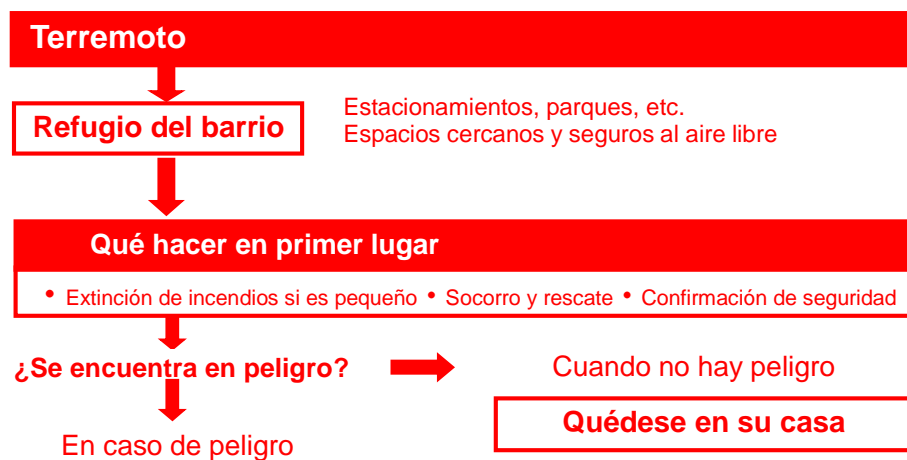 Terremoto
Refugio del barrio
Estacionamientos, parques, etc.
Espacios cercanos y seguros al aire libre
Qué hacer en primer lugar
• Extinción de incendios si es pequeño • Socorro y rescate • Confirmación de seguridad
¿Se encuentra en peligro?
Cuando no hay peligro
Quédese en su casa
En caso de peligro